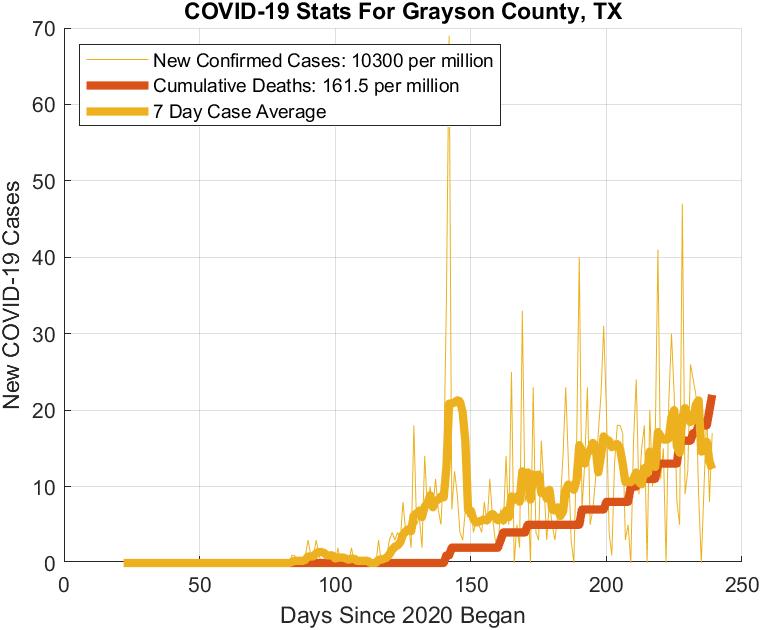 COVID-19 Stats For Grayson County, TX
70
60
50
40
30
20
10
0
New COVID-19 Cases
New Confirmed Cases: 10300 per million
Cumulative Deaths: 161.5 per million
7 Day Case Average
0
50
100
150
200
250
Days Since 2020 Began